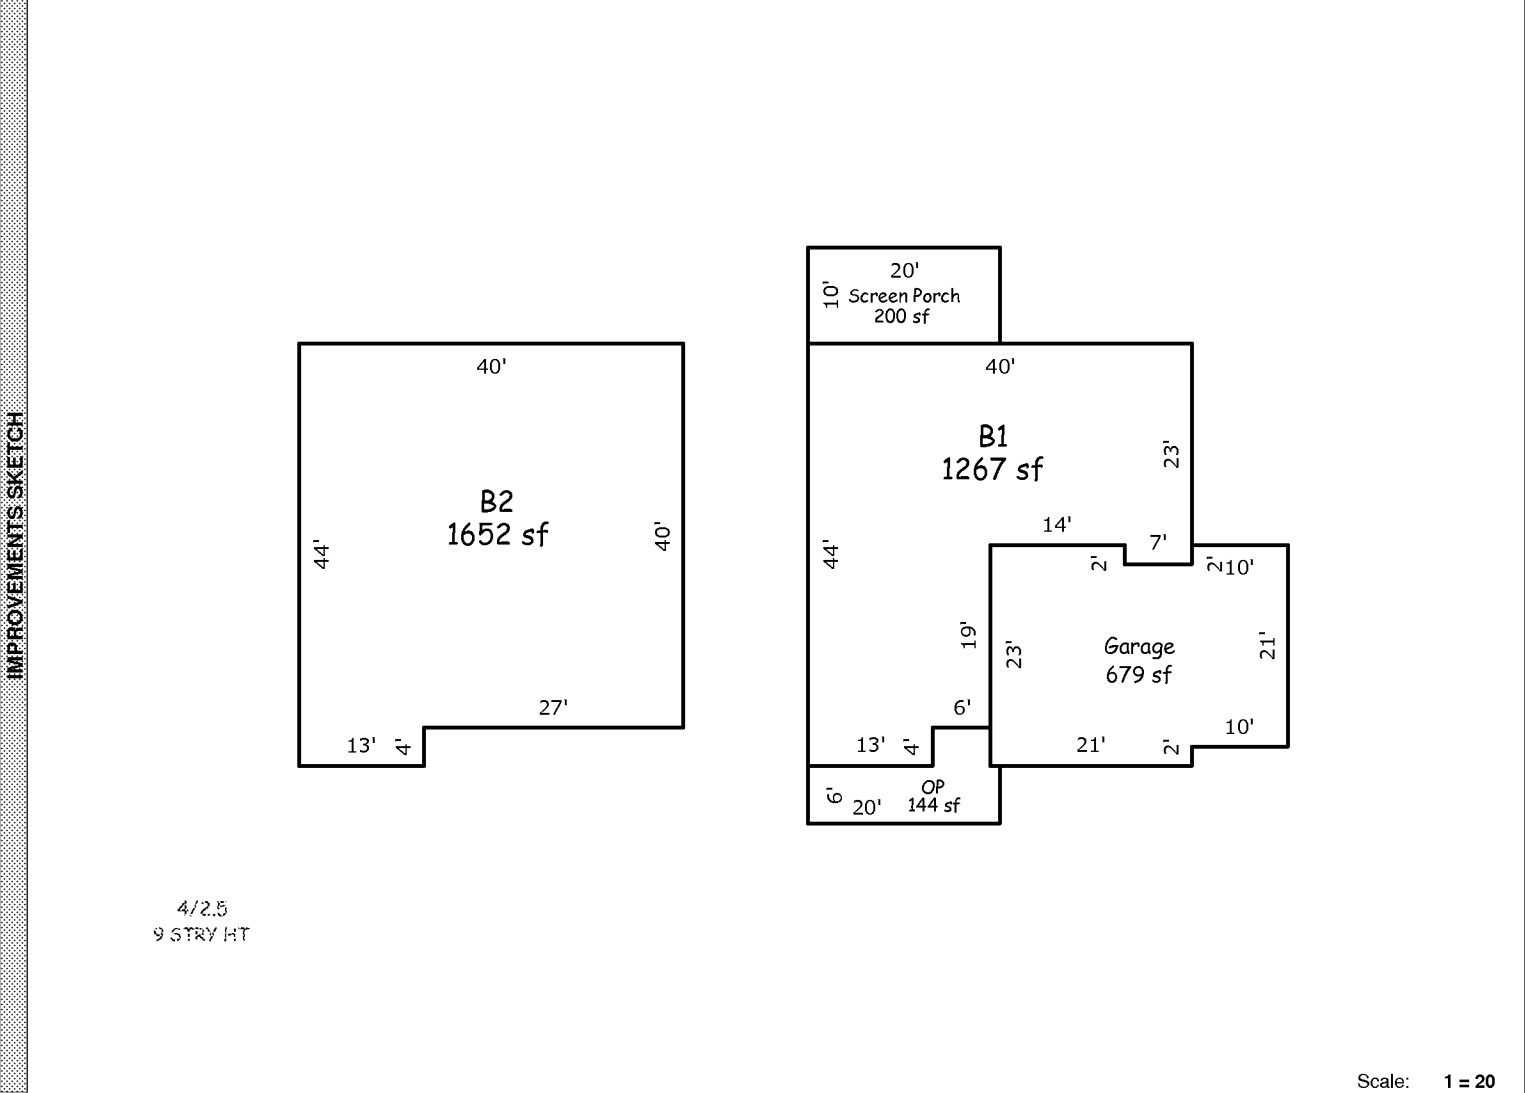 IMPROVEMENTS SKETCH
20'
10'
Screen Porch
200 sf
40'
B2
1652 sf
44'
40'
27'
13'
4'
40'
B1
1267 sf
23'
14'
7'
2'
2'
10'
44'
19'
23'
Garage
679 sf
21'
6'
13'
4'
21'
2'
10'
6'
20'
OP
144 sf
4/2.5
9 STRY HT
Scale: 1 = 20